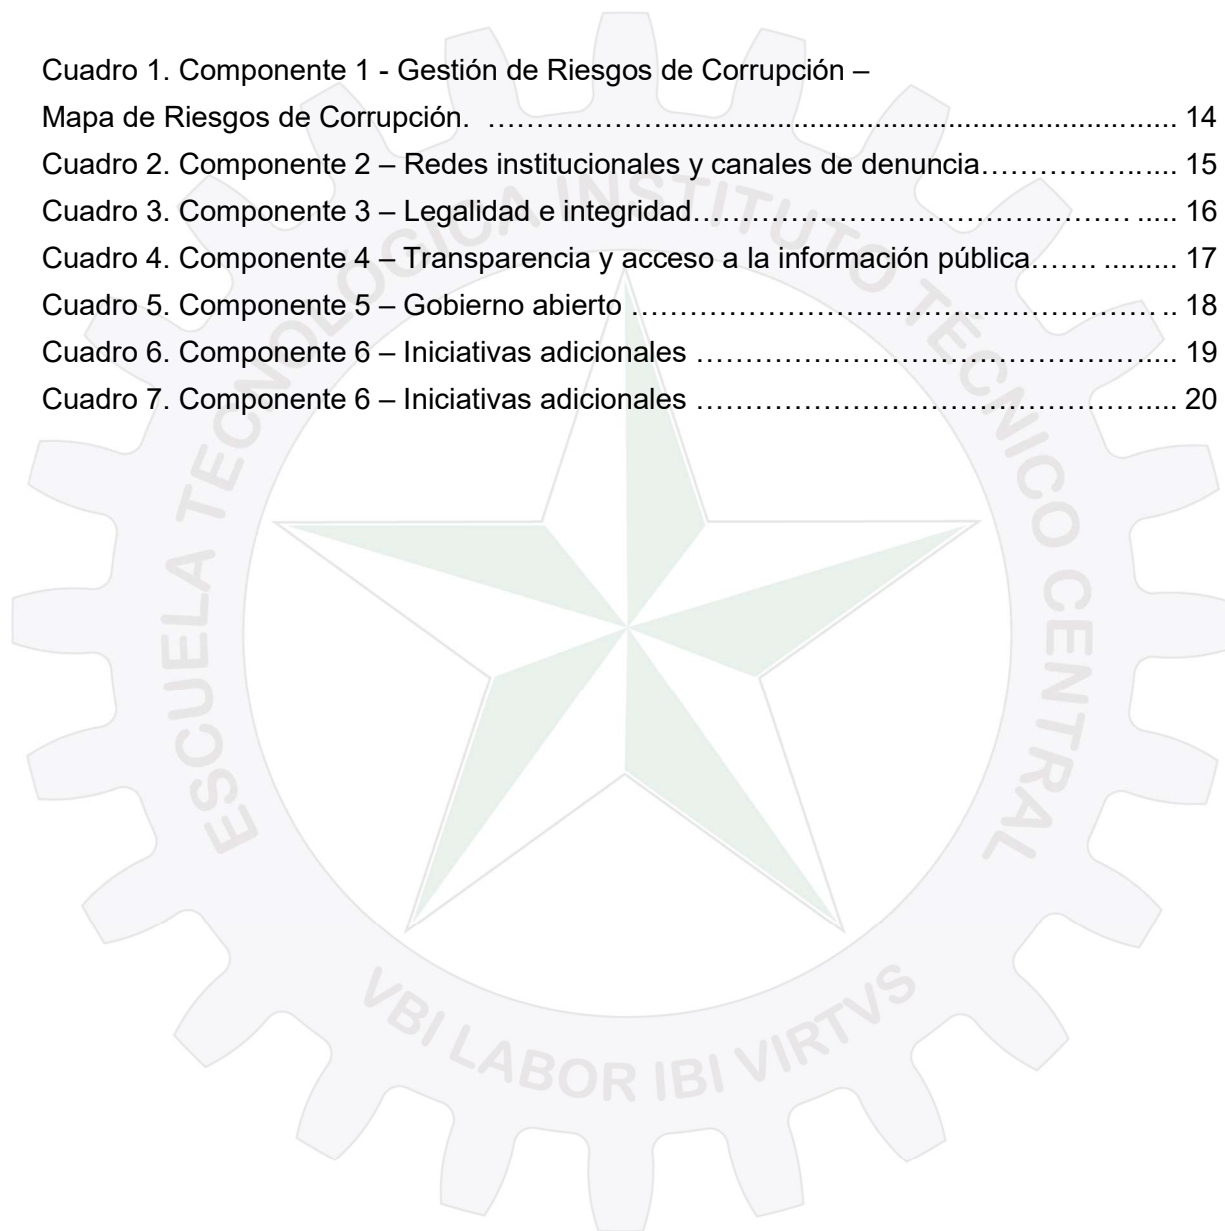 Cuadro 1. Componente 1 - Gestión de Riesgos de Corrupción –
Mapa de Riesgos de Corrupción. ………………..................................................................... 14
Cuadro 2. Componente 2 – Redes institucionales y canales de denuncia……………...... 15
Cuadro 3. Componente 3 – Legalidad e integridad……………………………………… ..... 16
Cuadro 4. Componente 4 – Transparencia y acceso a la información pública……. ......... 17
Cuadro 5. Componente 5 – Gobierno abierto ……………………………………………….. .. 18
Cuadro 6. Componente 6 – Iniciativas adicionales ………………………………………..... 19
Cuadro 7. Componente 6 – Iniciativas adicionales ………………………………………..... 20
ESCUELA TECNOLOGICA INSTITUTO TECNICO CENTRAL
VBI LABOR IBI VIRTVS